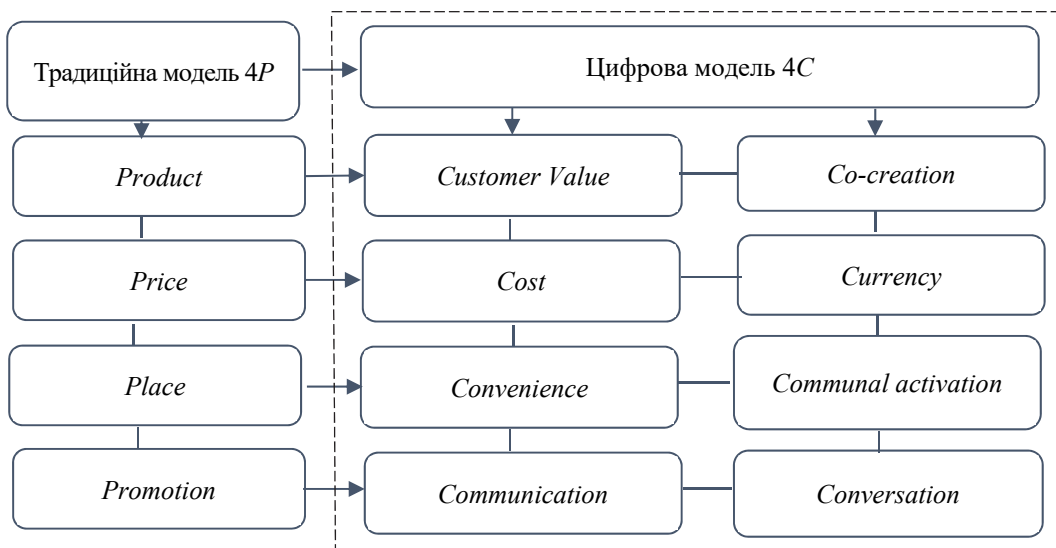 Традиційна модель 4P
Цифрова модель 4C
Product
Customer Value
Co-creation
Price
Cost
Currency
Place
Convenience
Communal activation
Promotion
Communication
Conversation